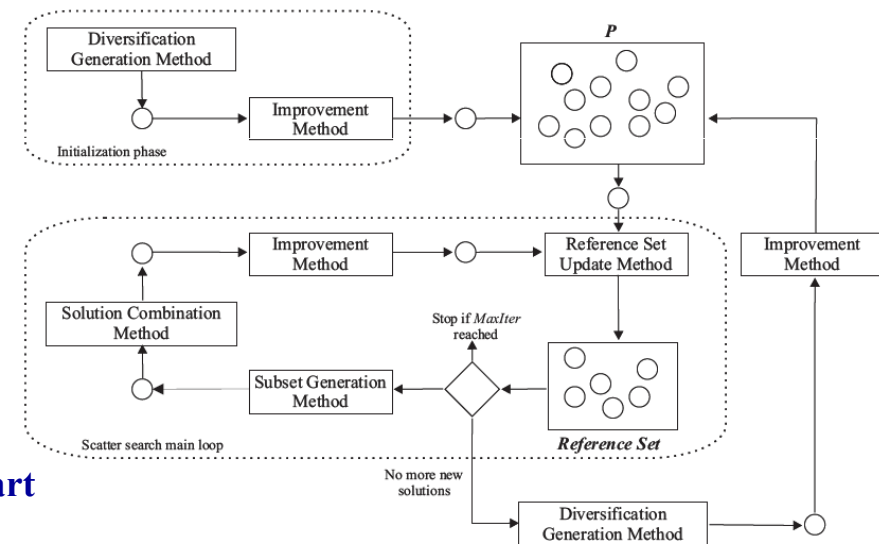 Diversification
Generation Method
Improvement
Method
Initialization phase
P
Improvement
Method
Reference Set
Update Method
Improvement
Method
Solution Combination
Method
Stop if MaxIter
reached
Subset Generation
Method
Reference Set
Scatter search main loop
art
No more new
solutions
Diversification
Generation Method